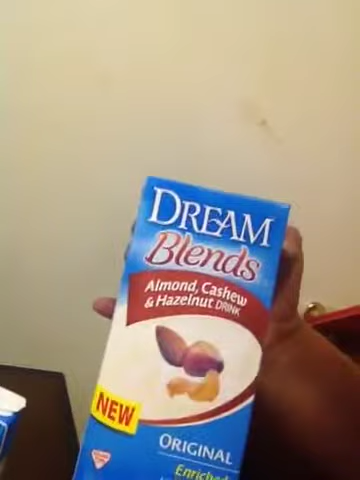 DREAM
Blends
Almond, Cashew
& Hazelnut DRINK
NEW
ORIGINAL
Enriched